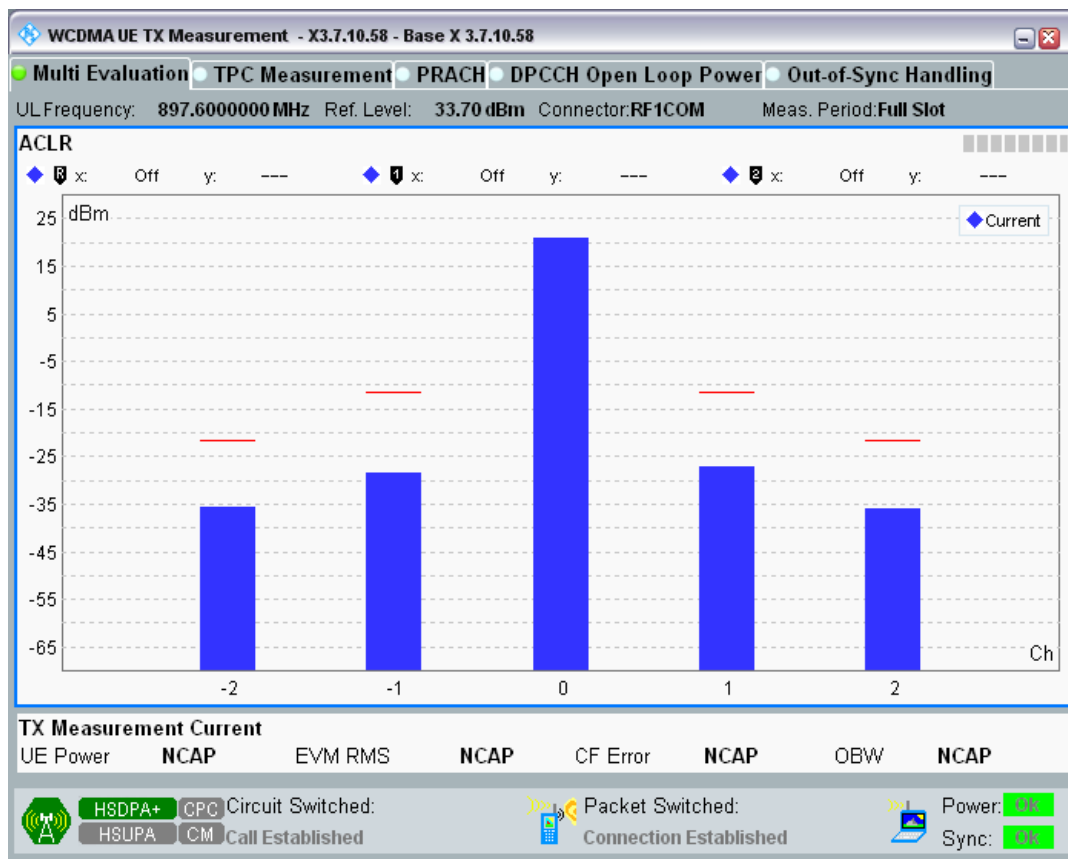 WCDMA UE TX Measurement - X3.7.10.58 - Base X 3.7.10.58
Multi Evaluation TPC Measurement PRACH DPCCH Open Loop Power Out-of-Sync Handling
ULFrequency: 897.6000000 MHz Ref. Level: 33.70 dBm Connector:RF1COM Meas. Period:Full Slot
ACLR
R x: Off y: --- 1 x: Off y: --- 2 x: Off y: ---
dBm
Current
25
15
5
-5
-15
-25
-35
-45
-55
-65
Ch
-2 -1 0 1 2
TX Measurement Current
UE Power NCAP EVM RMS NCAP CF Error NCAP OBW NCAP
HSDPA+ CPC Circuit Switched: Packet Switched: Power: OK
HSUPA CM Call Established Connection Established Sync: OK